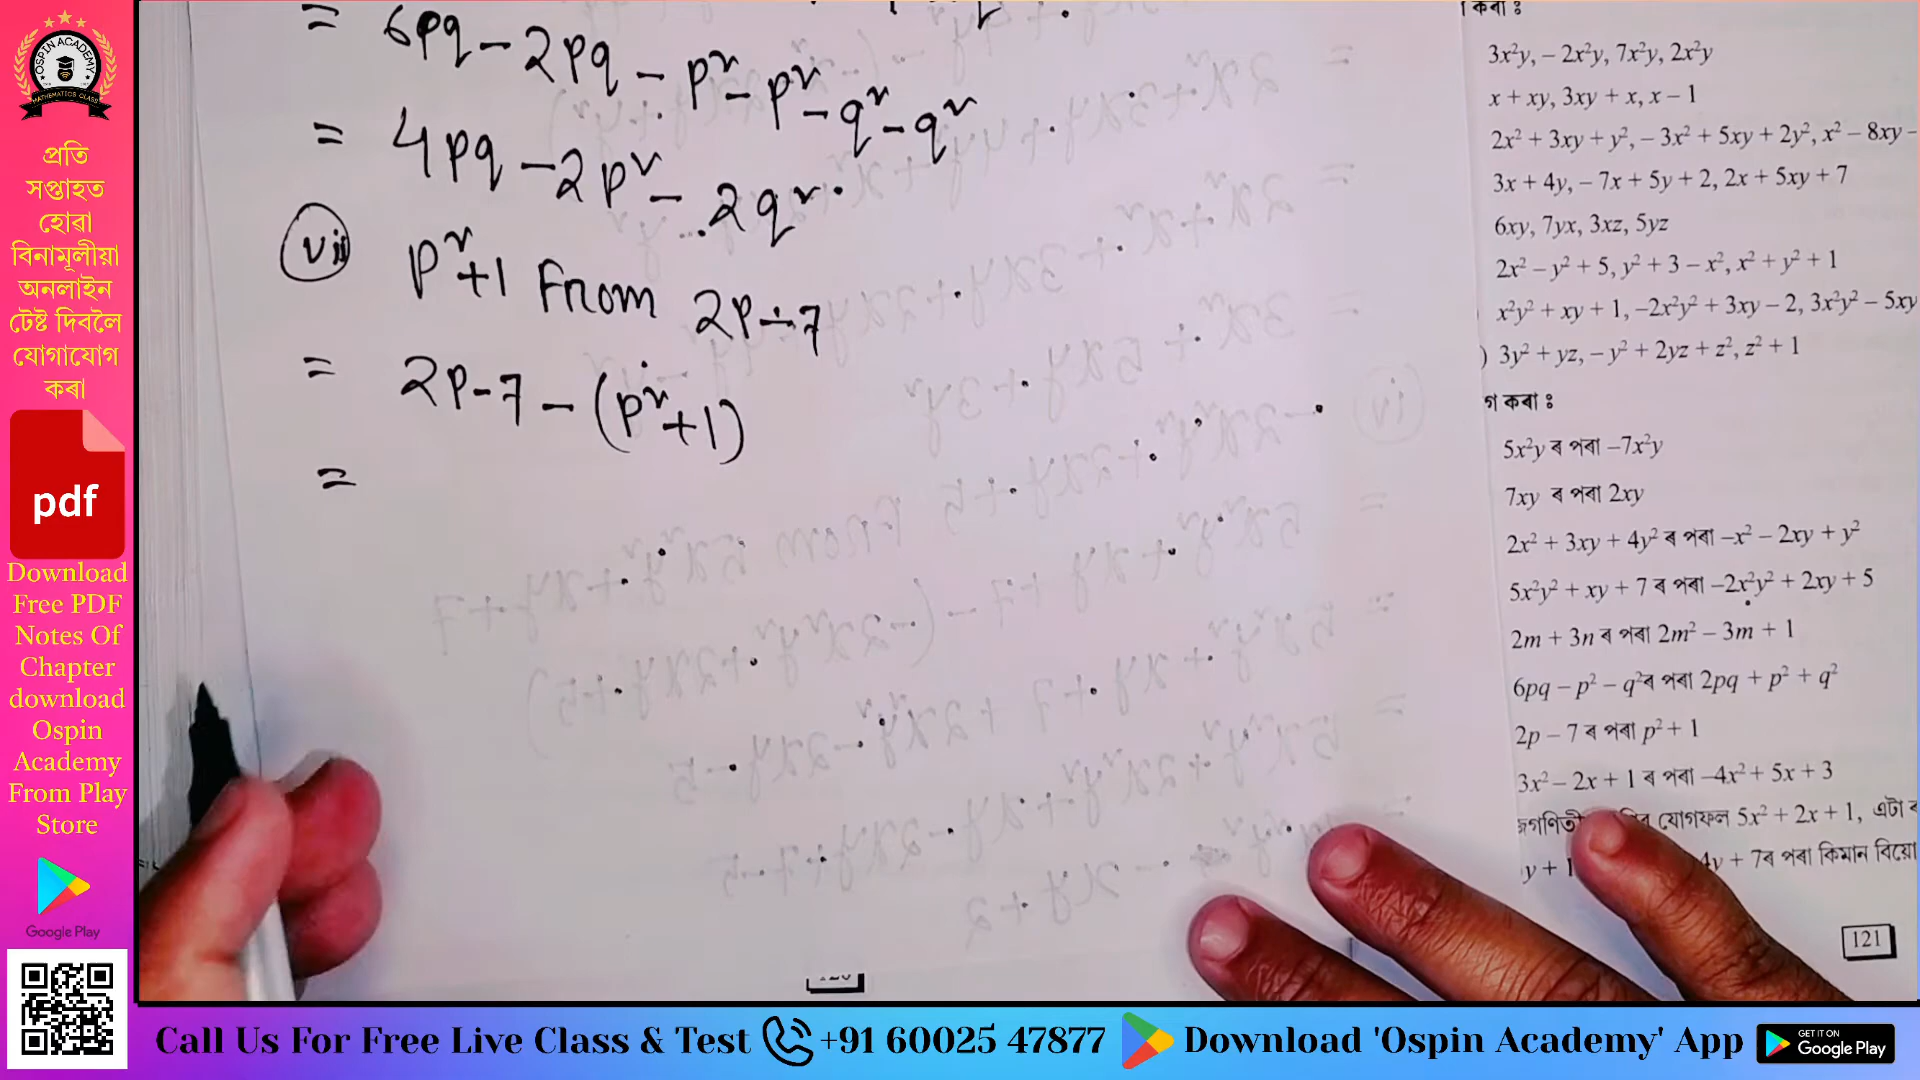 OSPIN ACADEMY
MATHEMATICS CLASS
প্ৰতি
সপ্তাহত
হোৱা
বিনামূলীয়া
অনলাইন
টেষ্ট দিবলৈ
যোগাযোগ
কৰা
pdf
Download
Free PDF
Notes Of
Chapter
download
Ospin
Academy
From Play
Store
Google Play
= 6pq - 2pq - p² - p² - q² - q²
= 4pq - 2p² - 2q²
(vii) p² + 1 From 2p - 7
= 2p - 7 - (p² + 1)
=
কৰা ঃ
3x²y, – 2x²y, 7x²y, 2x²y
x + xy, 3xy + x, x – 1
2x² + 3xy + y², – 3x² + 5xy + 2y², x² – 8xy –
3x + 4y, – 7x + 5y + 2, 2x + 5xy + 7
6xy, 7yx, 3xz, 5yz
2x² – y² + 5, y² + 3 – x², x² + y² + 1
x²y² + xy + 1, –2x²y² + 3xy – 2, 3x²y² – 5xy
) 3y² + yz, – y² + 2yz + z², z² + 1
কৰা ঃ
5x²y ৰ পৰা –7x²y
7xy ৰ পৰা 2xy
2x² + 3xy + 4y² ৰ পৰা –x² – 2xy + y²
5x²y² + xy + 7 ৰ পৰা –2x²y² + 2xy + 5
2m + 3n ৰ পৰা 2m² – 3m + 1
6pq – p² – q²ৰ পৰা 2pq + p² + q²
2p – 7 ৰ পৰা p² + 1
3x² – 2x + 1 ৰ পৰা –4x² + 5x + 3
যোগফল 5x² + 2x + 1, এটা
y + 1 4y + 7ৰ পৰা কিমান
121
Call Us For Free Live Class & Test +91 60025 47877 Download 'Ospin Academy' App GET IT ON Google Play